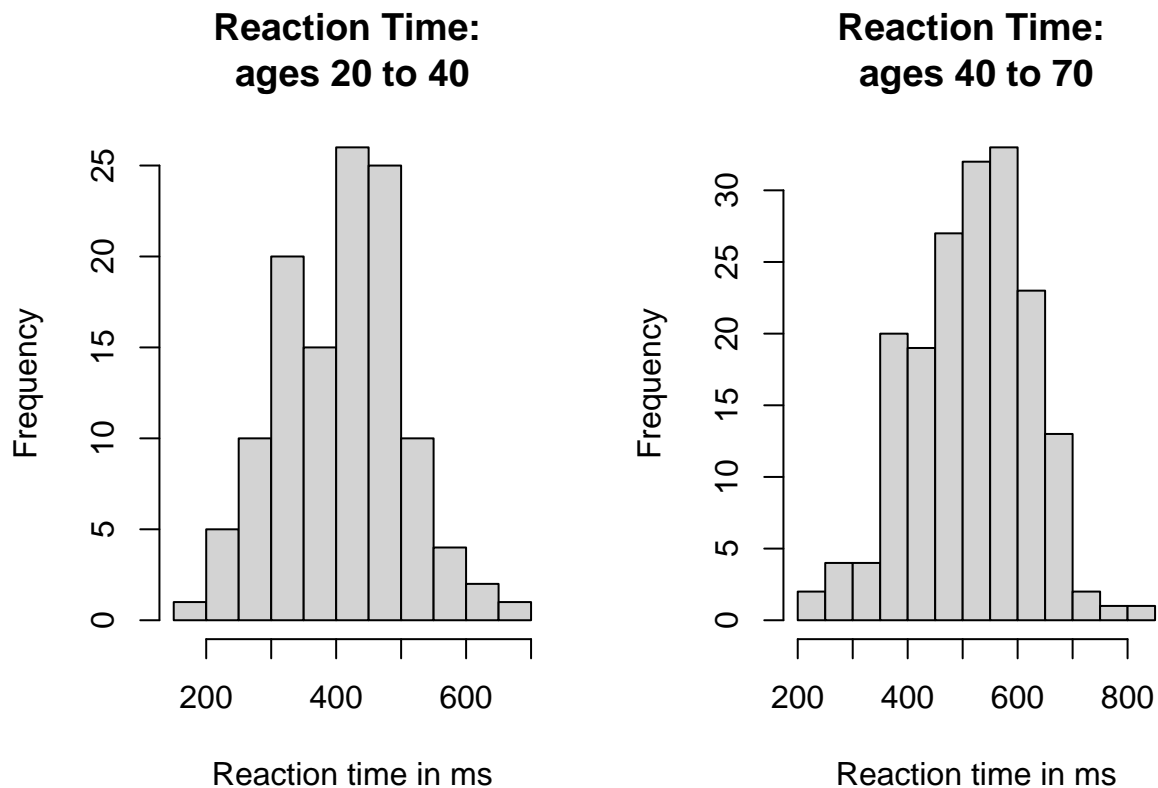 Reaction Time:
ages 20 to 40
Frequency
25
20
15
10
5
0
200 400 600
Reaction time in ms
Reaction Time:
ages 40 to 70
Frequency
30
25
20
15
10
5
0
200 400 600 800
Reaction time in ms